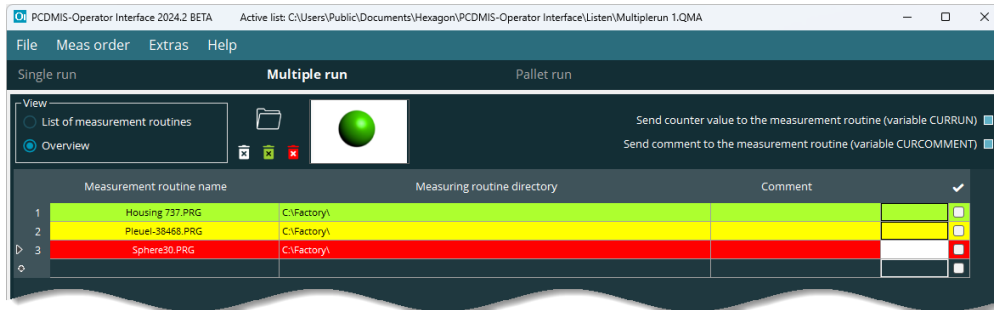 OI PCDMIS-Operator Interface 2024.2 BETA Active list: C:\Users\Public\Documents\Hexagon\PCDMIS-Operator Interface\Listen\Multiplerun 1.QMA
File Meas order Extras Help
Single run Multiple run Pallet run
View
List of measurement routines
Overview
Send counter value to the measurement routine (variable CURRUN)
Send comment to the measurement routine (variable CURCOMMENT)
Measurement routine name Measuring routine directory Comment
1 Housing 737.PRG C:\Factory\
2 Pleuel-38468.PRG C:\Factory\
3 Sphere30.PRG C:\Factory\